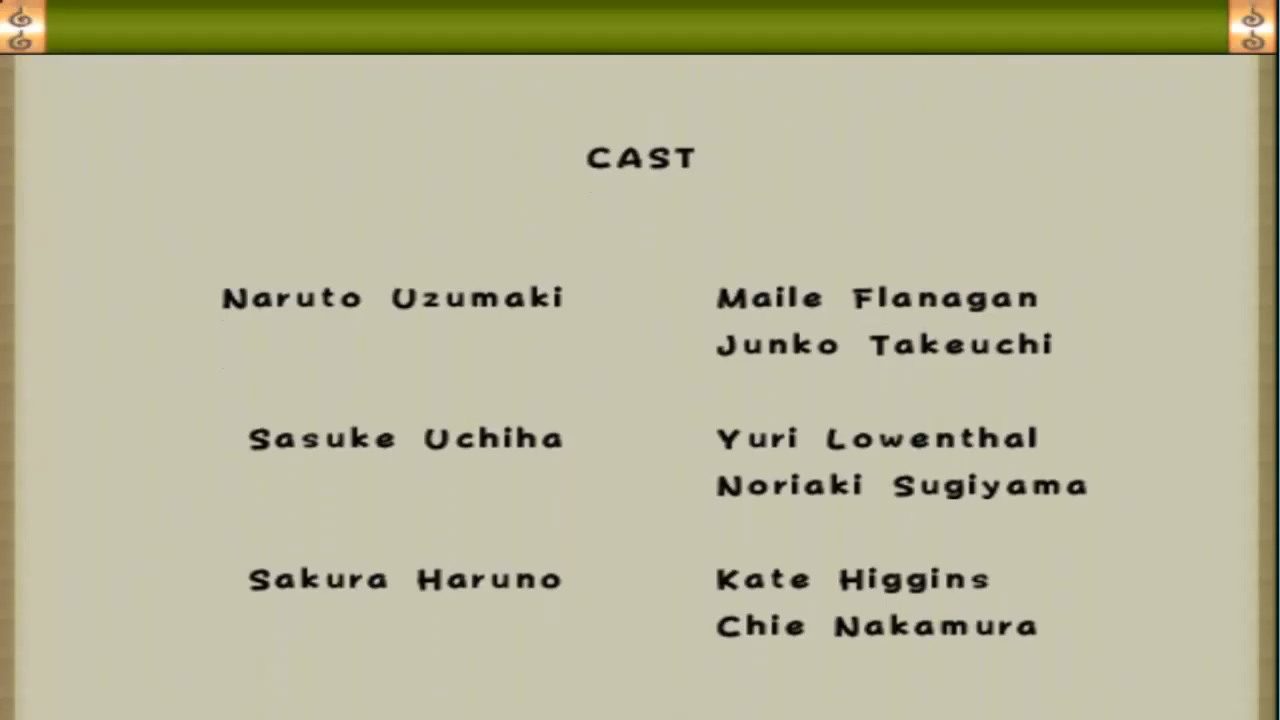 CAST
Naruto Uzumaki Maile Flanagan
Junko Takeuchi
Sasuke Uchiha Yuri Lowenthal
Noriaki Sugiyama
Sakura Haruno Kate Higgins
Chie Nakamura